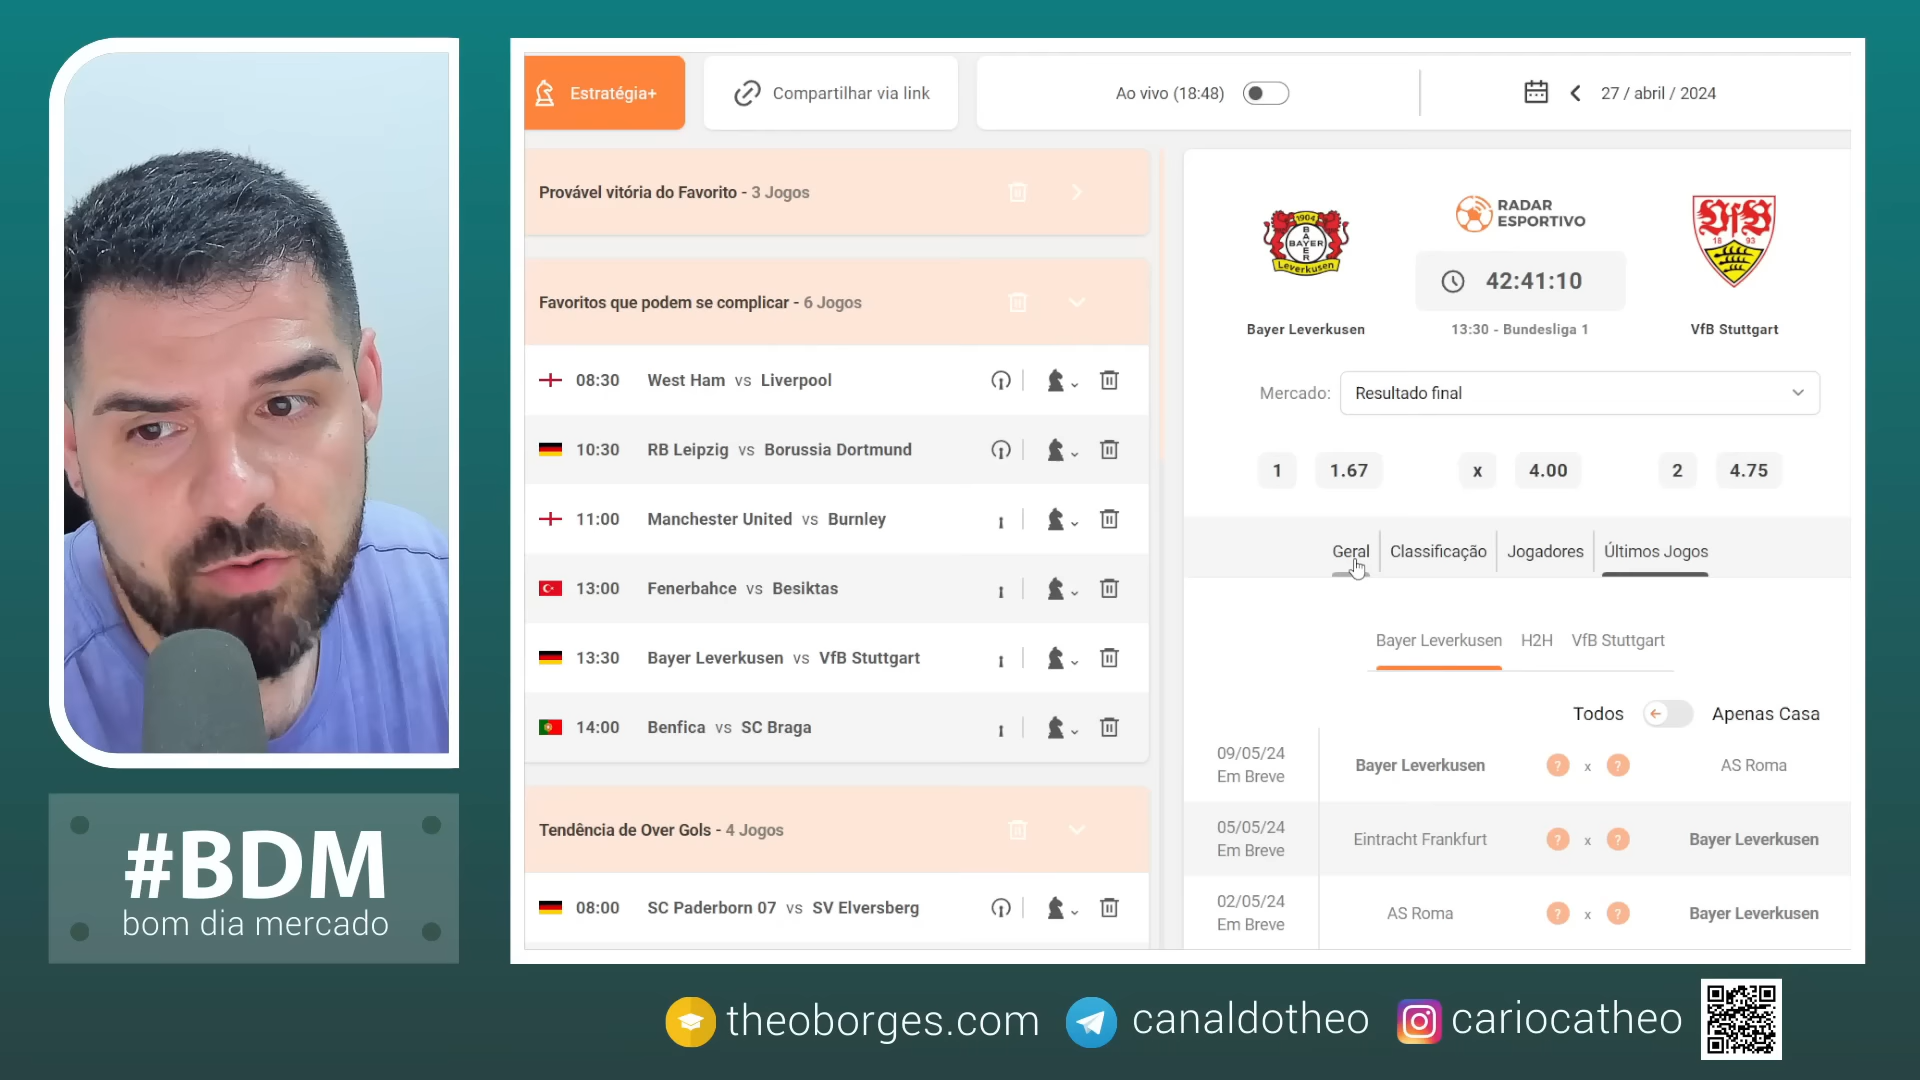 Estratégia+
Compartilhar via link
Ao vivo (18:48)
27 / abril / 2024
Provável vitória do Favorito - 3 Jogos
Favoritos que podem se complicar - 6 Jogos
08:30 West Ham vs Liverpool
10:30 RB Leipzig vs Borussia Dortmund
11:00 Manchester United vs Burnley
13:00 Fenerbahce vs Besiktas
13:30 Bayer Leverkusen vs VfB Stuttgart
14:00 Benfica vs SC Braga
Tendência de Over Gols - 4 Jogos
08:00 SC Paderborn 07 vs SV Elversberg
1904
BAYER
BAYER
Leverkusen
RADAR
ESPORTIVO
VfB
18 93
42:41:10
Bayer Leverkusen
13:30 - Bundesliga 1
VfB Stuttgart
Mercado: Resultado final
1 1.67 x 4.00 2 4.75
Geral Classificação Jogadores Últimos Jogos
Bayer Leverkusen H2H VfB Stuttgart
Todos Apenas Casa
09/05/24
Em Breve
Bayer Leverkusen ? x ? AS Roma
05/05/24
Em Breve
Eintracht Frankfurt ? x ? Bayer Leverkusen
02/05/24
Em Breve
AS Roma ? x ? Bayer Leverkusen
#BDM
bom dia mercado
theoborges.com
canaldotheo
cariocatheo